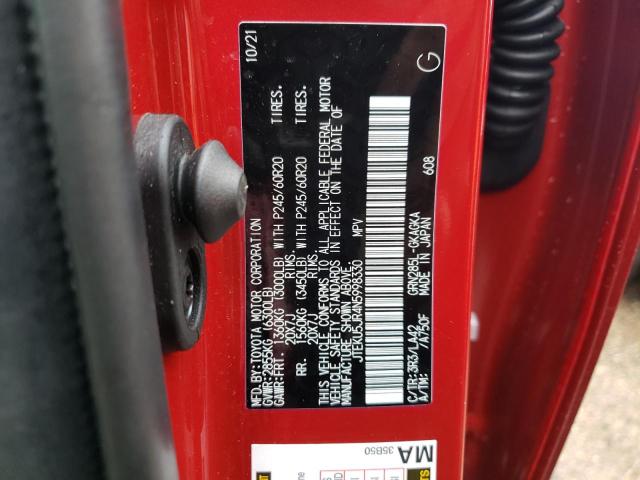 MFD.BY:TOYOTA MOTOR CORPORATION 10/21
GVWR:2855KG (6300LB)
GAWR:FRT. 1360KG (3000LB) WITH P245/60R20 TIRES.
20X7J RIMS.
RR. 1560KG (3450LB) WITH P245/60R20 TIRES.
20X7J RIMS.
THIS VEHICLE CONFORMS TO ALL APPLICABLE FEDERAL MOTOR
VEHICLE SAFETY STANDARDS IN EFFECT ON THE DATE OF
MANUFACTURE SHOWN ABOVE.
JTEKU5JR4N5998330 MPV
C/TR:3R3/LA42 GRN285L-GKAGKA
A/TM: /A750F MADE IN JAPAN 608
G
MA
35B50